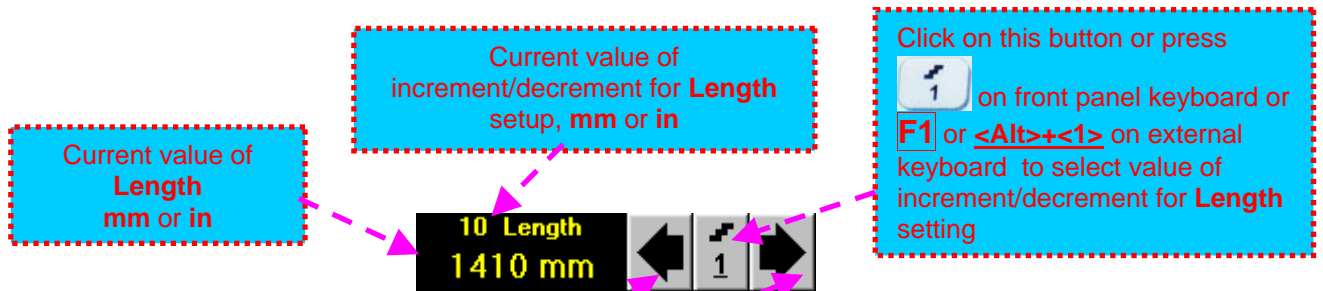 Current value of
Length
mm or in
Current value of
increment/decrement for Length
setup, mm or in
Click on this button or press
1 on front panel keyboard or
F1 or <Alt>+<1> on external
keyboard to select value of
increment/decrement for Length
setting
10 Length
1410 mm
1